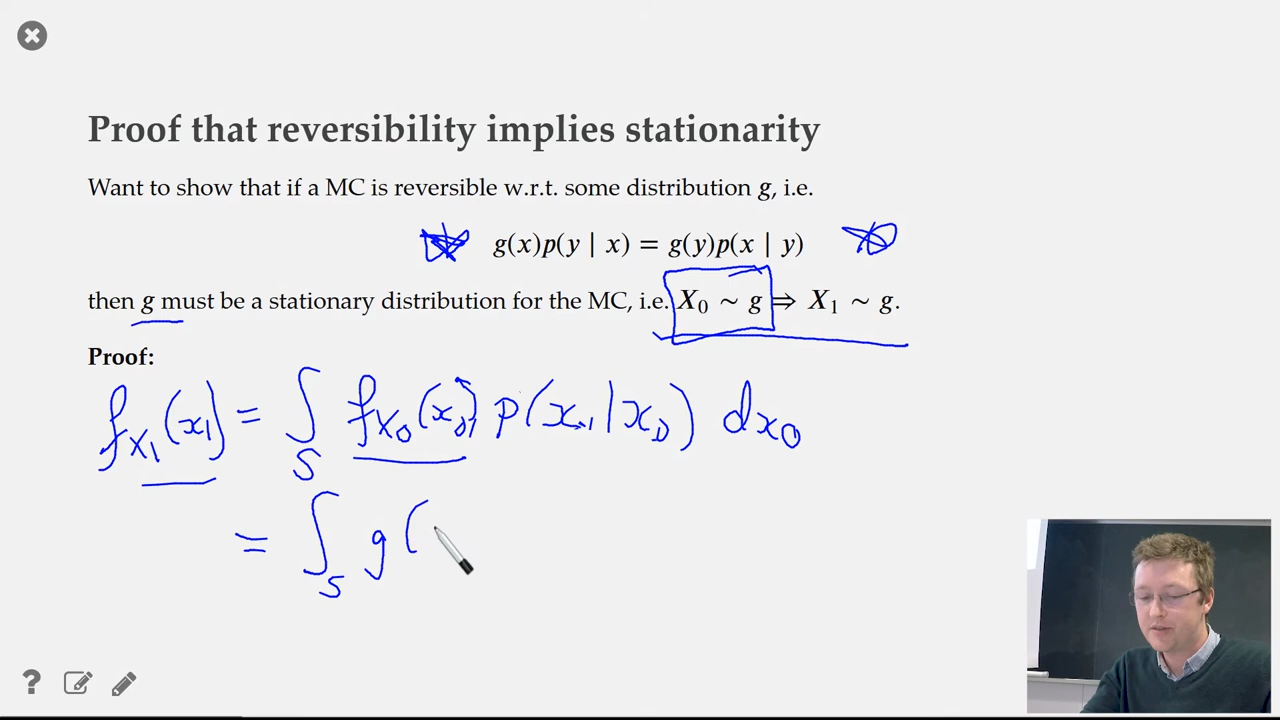 Proof that reversibility implies stationarity
Want to show that if a MC is reversible w.r.t. some distribution g, i.e.
g(x)p(y | x) = g(y)p(x | y)
then g must be a stationary distribution for the MC, i.e. X₀ ∼ g ⇒ X₁ ∼ g.
Proof:
f_{X₁}(x₁) = ∫_S f_{X₀}(x₀) p(x₁|x₀) dx₀
= ∫_S g(
?